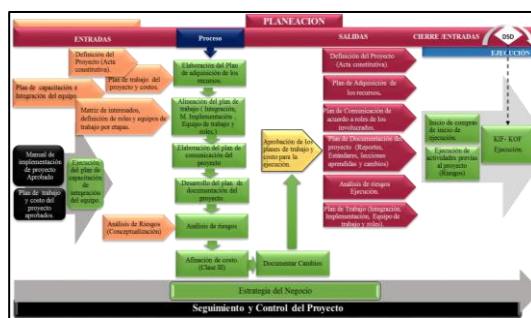 PLANEACION
ENTRADAS
Proceso
SALIDAS
CIERRE /ENTRADAS
DSD
EJECUCIÓN
Definición del
Proyecto (Acta
constitutiva).
Plan de trabajo del
proyecto y costos.
Plan de capacitación e
Integración del equipo.
Matriz de interesados,
definición de roles y equipos
de trabajo por etapas.
Manual de
implementación
de proyecto
Aprobado
Plan de trabajo
y costo del
proyecto
aprobados.
Ejecución
del plan de
capacitación
de
integración
del equipo.
Análisis de Riesgos
(Conceptualización)
Elaboración del Plan de
adquisición de los
recursos.
Alineación del plan de
trabajo ( Integración,
M. Implementación ,
Equipo de trabajo y
roles.)
Elaboración del plan de
comunicación del
proyecto
Desarrollo del plan de
documentación del
proyecto.
Análisis de riesgos
Afinación de costo
(Clase III)
Documentar Cambios
Aprobación de los
planes de trabajo y
costo para la
ejecución.
Definición del Proyecto
(Acta constitutiva).
Plan de Adquisición de
los recursos.
Plan de Comunicación de
acuerdo a roles de los
involucrados.
Plan de Documentación de
proyecto (Reportes,
Estándares, lecciones
aprendidas y cambios)
Análisis de riesgos
Ejecución.
Plan de Trabajo (Integración,
Implementación, Equipo de
trabajo y roles).
Inicio de compras
de inicio de
ejecución.
Ejecución de
actividades previas
al proyecto
(Riesgos)
KIF- KOF
Ejecución.
Estrategia del Negocio
Seguimiento y Control del Proyecto